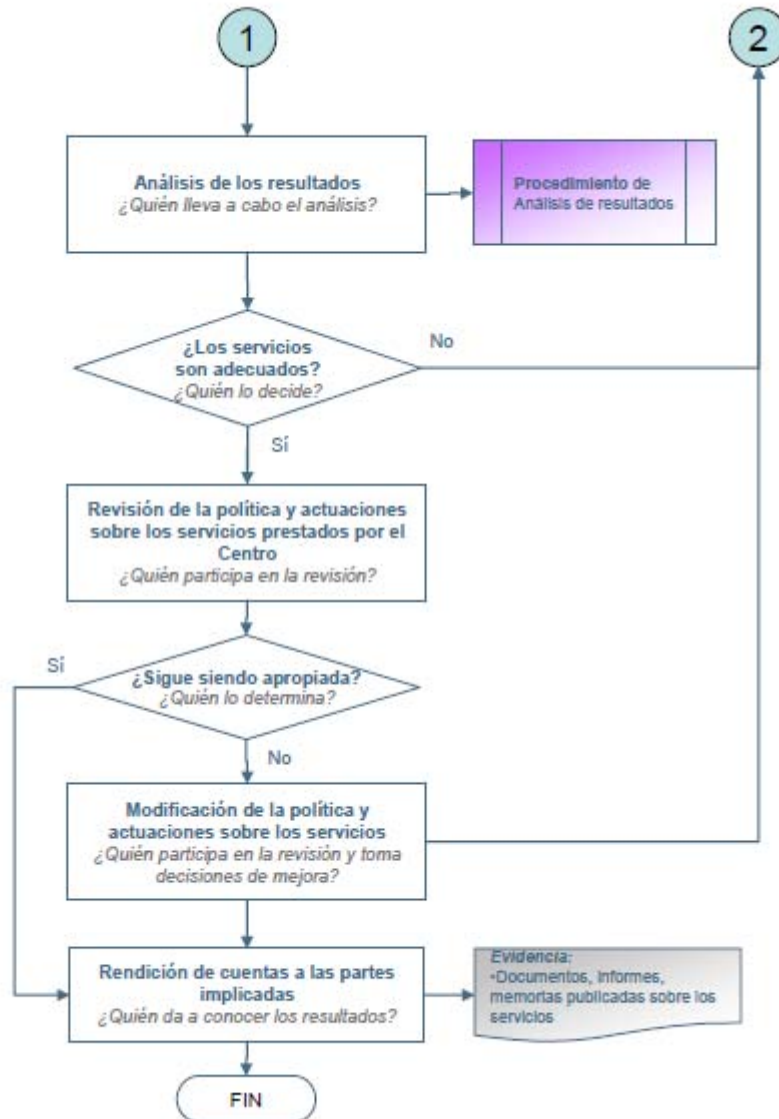 1
2
Análisis de los resultados
¿Quién lleva a cabo el análisis?
Procedimiento de
Análisis de resultados
¿Los servicios
son adecuados?
¿Quién lo decide?
No
Sí
Revisión de la política y actuaciones
sobre los servicios prestados por el
Centro
¿Quién participa en la revisión?
Sí
¿Sigue siendo apropiada?
¿Quién lo determina?
No
Modificación de la política y
actuaciones sobre los servicios
¿Quién participa en la revisión y toma
decisiones de mejora?
Rendición de cuentas a las partes
implicadas
¿Quién da a conocer los resultados?
Evidencia:
•Documentos, informes,
memorias publicadas sobre los
servicios
FIN